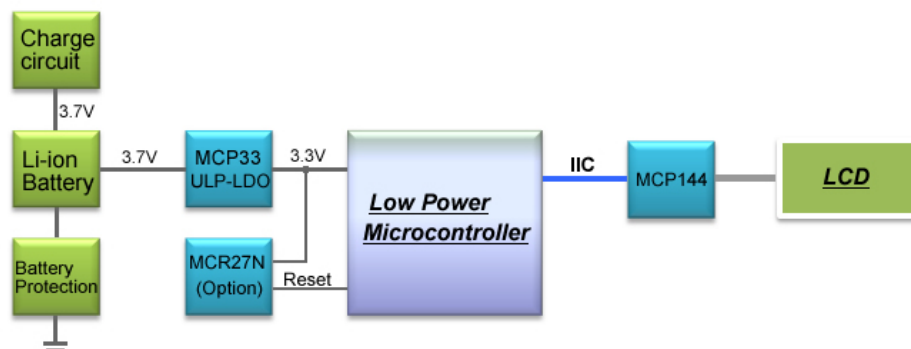 Charge
circuit
3.7V
Li-ion
Battery
3.7V
MCP33
ULP-LDO
3.3V
Battery
Protection
MCR27N
(Option)
Reset
Low Power
Microcontroller
IIC
MCP144
LCD